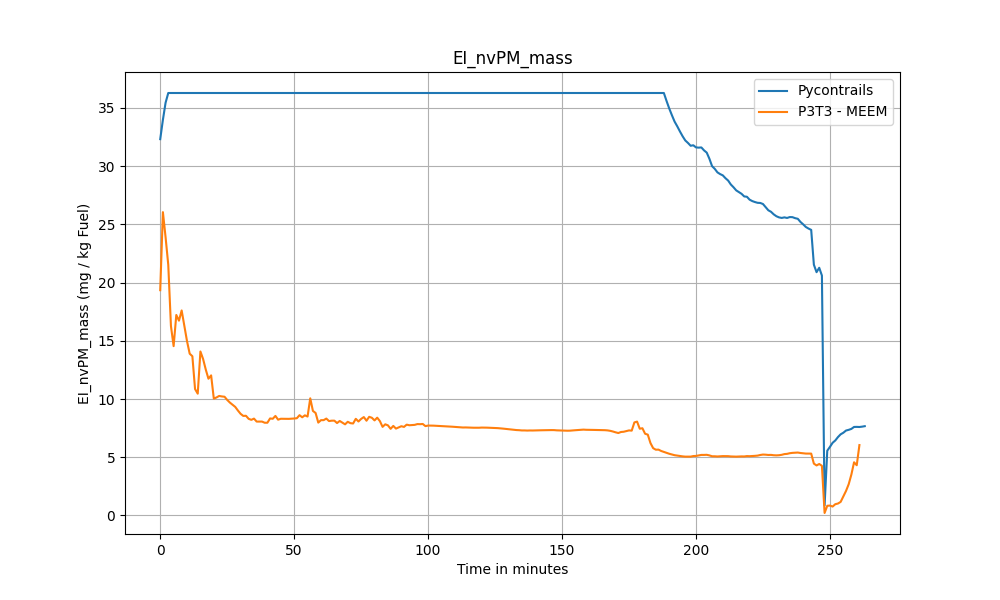 EI_nvPM_mass
Pycontrails
P3T3 - MEEM
EI_nvPM_mass (mg / kg Fuel)
35
30
25
20
15
10
5
0
0 50 100 150 200 250
Time in minutes